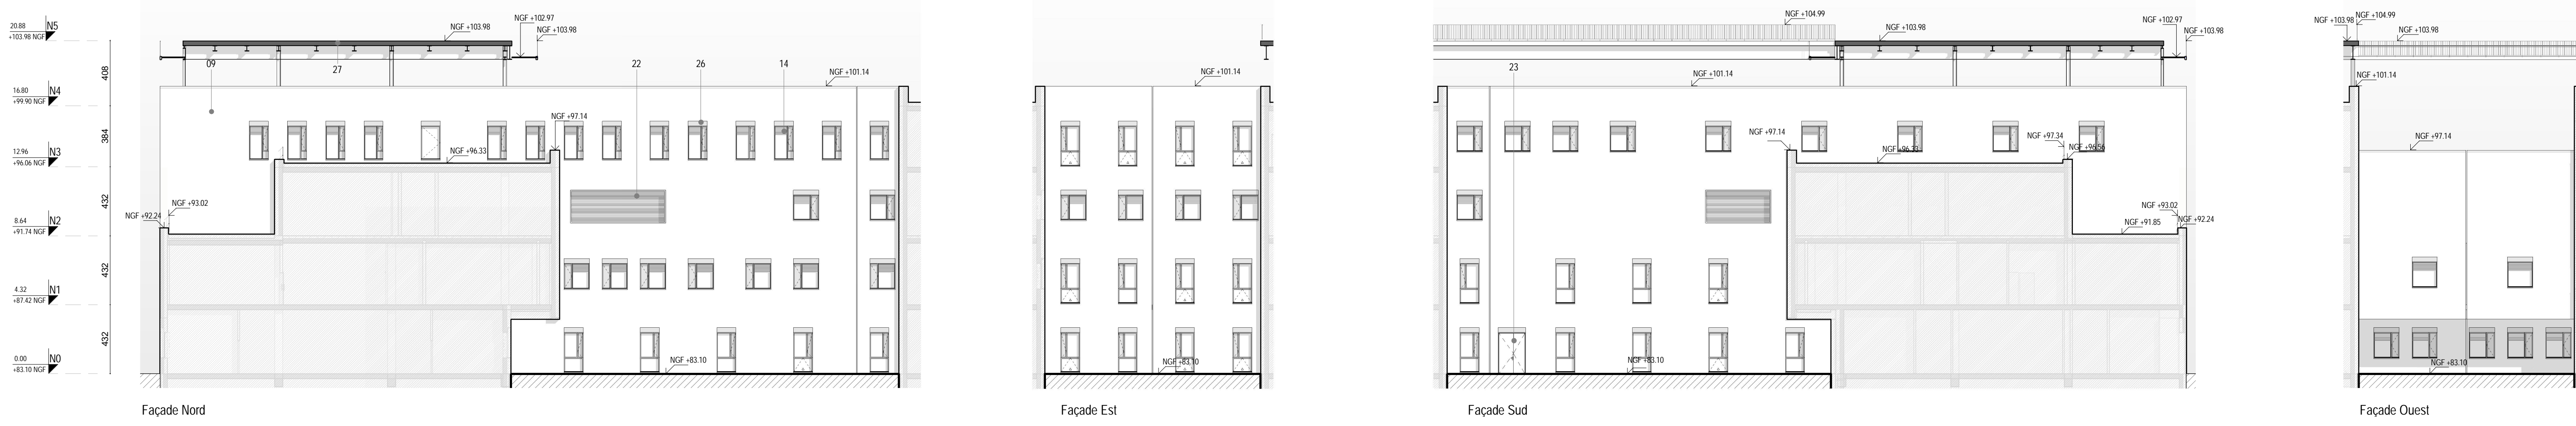 20.88 N5
+103.98 NGF
408
16.80 N4
+99.90 NGF
384
12.96 N3
+96.06 NGF
432
8.64 N2
+91.74 NGF
432
4.32 N1
+87.42 NGF
432
0.00 N0
+83.10 NGF
NGF +103.98
NGF +102.97
NGF +103.98
09
27
22
26
14
NGF +101.14
NGF +97.14
NGF +96.33
NGF +93.02
NGF +92.24
NGF +83.10
Façade Nord
NGF +101.14
NGF +83.10
Façade Est
NGF +104.99
NGF +103.98
NGF +102.97
NGF +103.98
23
NGF +101.14
NGF +97.14
NGF +97.34
NGF +96.33
NGF +96.56
NGF +93.02
NGF +92.24
NGF +91.85
NGF +83.10
Façade Sud
NGF +103.98
NGF +104.99
NGF +103.98
NGF +101.14
NGF +97.14
NGF +83.10
Façade Ouest